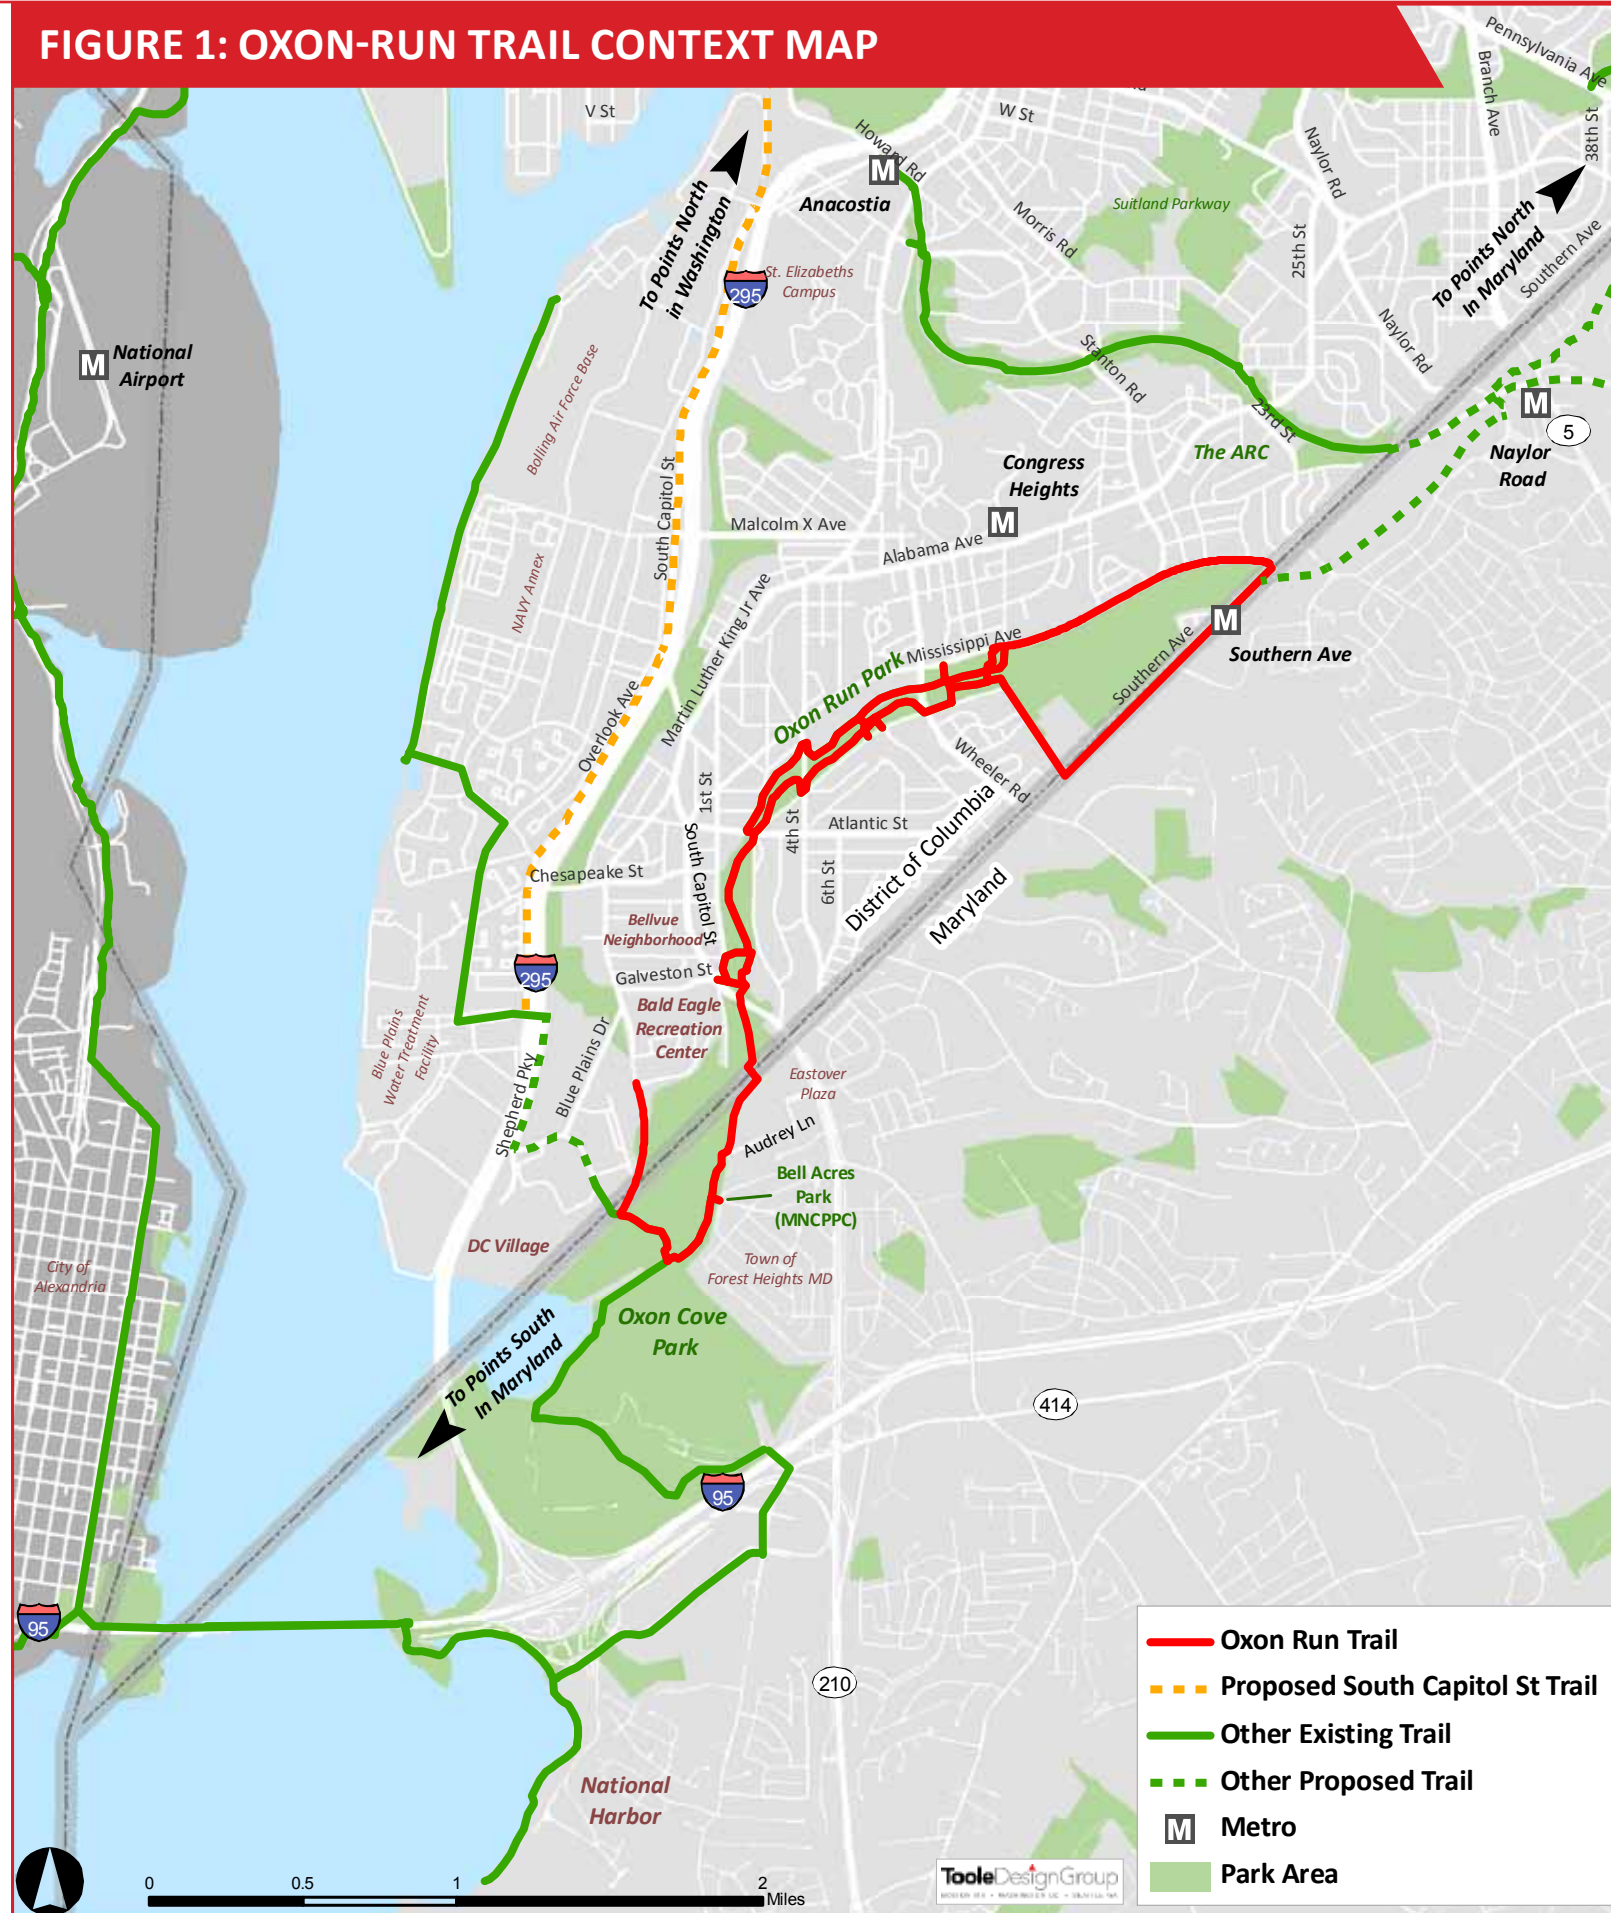 FIGURE 1: OXON-RUN TRAIL CONTEXT MAP
Pennsylvania Ave
Branch Ave
38th St
V St
W St
Howard Rd
M
Anacostia
Naylor Rd
Morris Rd
Suitland Parkway
25th St
To Points North
in Washington
To Points North
In Maryland
Southern Ave
295
St. Elizabeths
Campus
M
National
Airport
Bolling Air Force Base
Stanton Rd
Naylor Rd
23rd St
M
5
Naylor
Road
The ARC
Congress
Heights
M
South Capitol St
Malcolm X Ave
Alabama Ave
NAVY Annex
Martin Luther King Jr Ave
Mississippi Ave
Oxon Run Park
M
Southern Ave
Southern Ave
Overlook Ave
Wheeler Rd
1st St
4th St
Atlantic St
6th St
District of Columbia
Maryland
South Capitol St
Chesapeake St
Bellvue
Neighborhood
Galveston St
295
Bald Eagle
Recreation
Center
Blue Plains
Water Treatment
Facility
Shepherd Pky
Blue Plains Dr
Eastover
Plaza
Audrey Ln
Bell Acres
Park
(MNCPPC)
DC Village
Town of
Forest Heights MD
City of
Alexandria
Oxon Cove
Park
To Points South
In Maryland
414
95
95
210
National
Harbor
Oxon Run Trail
Proposed South Capitol St Trail
Other Existing Trail
Other Proposed Trail
M Metro
Park Area
0 0.5 1 2
Miles
TooleDesignGroup